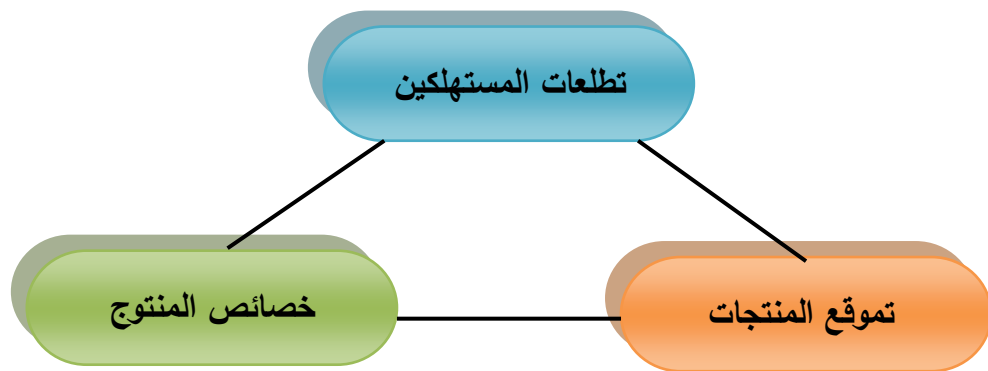 تطلعات المستهلكين
تموقع المنتجات
خصائص المنتوج